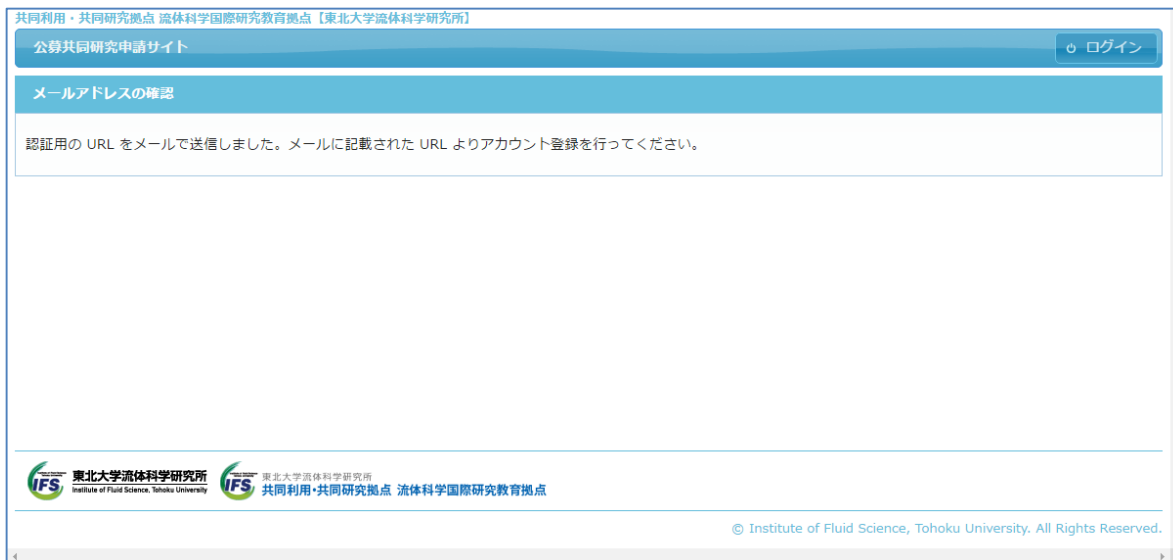 共同利用・共同研究拠点 流体科学国際研究教育拠点【東北大学流体科学研究所】
公募共同研究申請サイト
ログイン
メールアドレスの確認
認証用の URL をメールで送信しました。メールに記載された URL よりアカウント登録を行ってください。
IFS
東北大学流体科学研究所
Institute of Fluid Science, Tohoku University
IFS
東北大学流体科学研究所
共同利用・共同研究拠点 流体科学国際研究教育拠点
© Institute of Fluid Science, Tohoku University. All Rights Reserved.